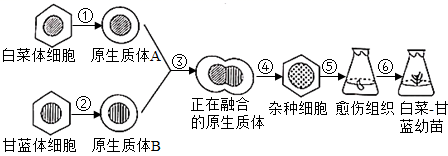 ① 
白菜体细胞 原生质体A
② 
甘蓝体细胞 原生质体B
③ ④ ⑤ ⑥
正在融合
的原生质体
杂种细胞 愈伤组织 白菜-甘
蓝幼苗